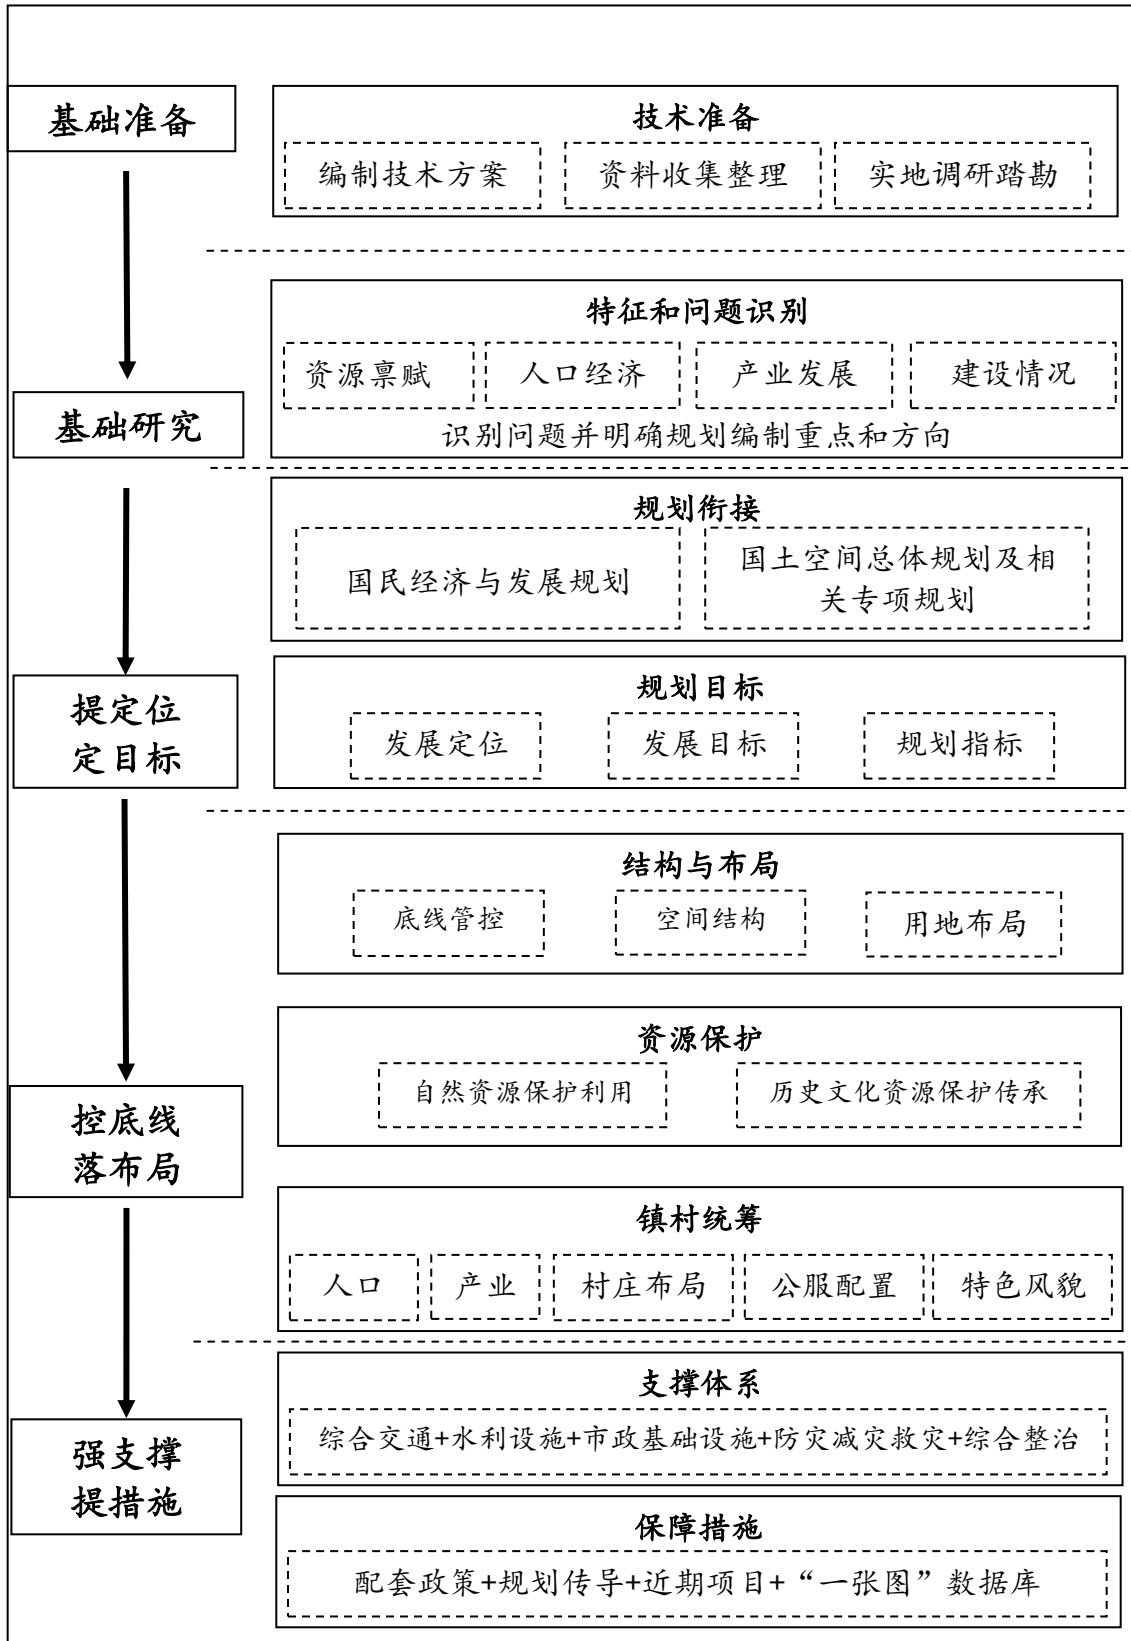 基础准备
技术准备
编制技术方案
资料收集整理
实地调研踏勘
特征和问题识别
资源禀赋
人口经济
产业发展
建设情况
基础研究
识别问题并明确规划编制重点和方向
规划衔接
国民经济与发展规划
国土空间总体规划及相
关专项规划
提定位
定目标
规划目标
发展定位
发展目标
规划指标
结构与布局
底线管控
空间结构
用地布局
资源保护
自然资源保护利用
历史文化资源保护传承
控底线
落布局
镇村统筹
人口
产业
村庄布局
公服配置
特色风貌
支撑体系
综合交通+水利设施+市政基础设施+防灾减灾救灾+综合整治
强支撑
提措施
保障措施
配套政策+规划传导+近期项目+“一张图”数据库